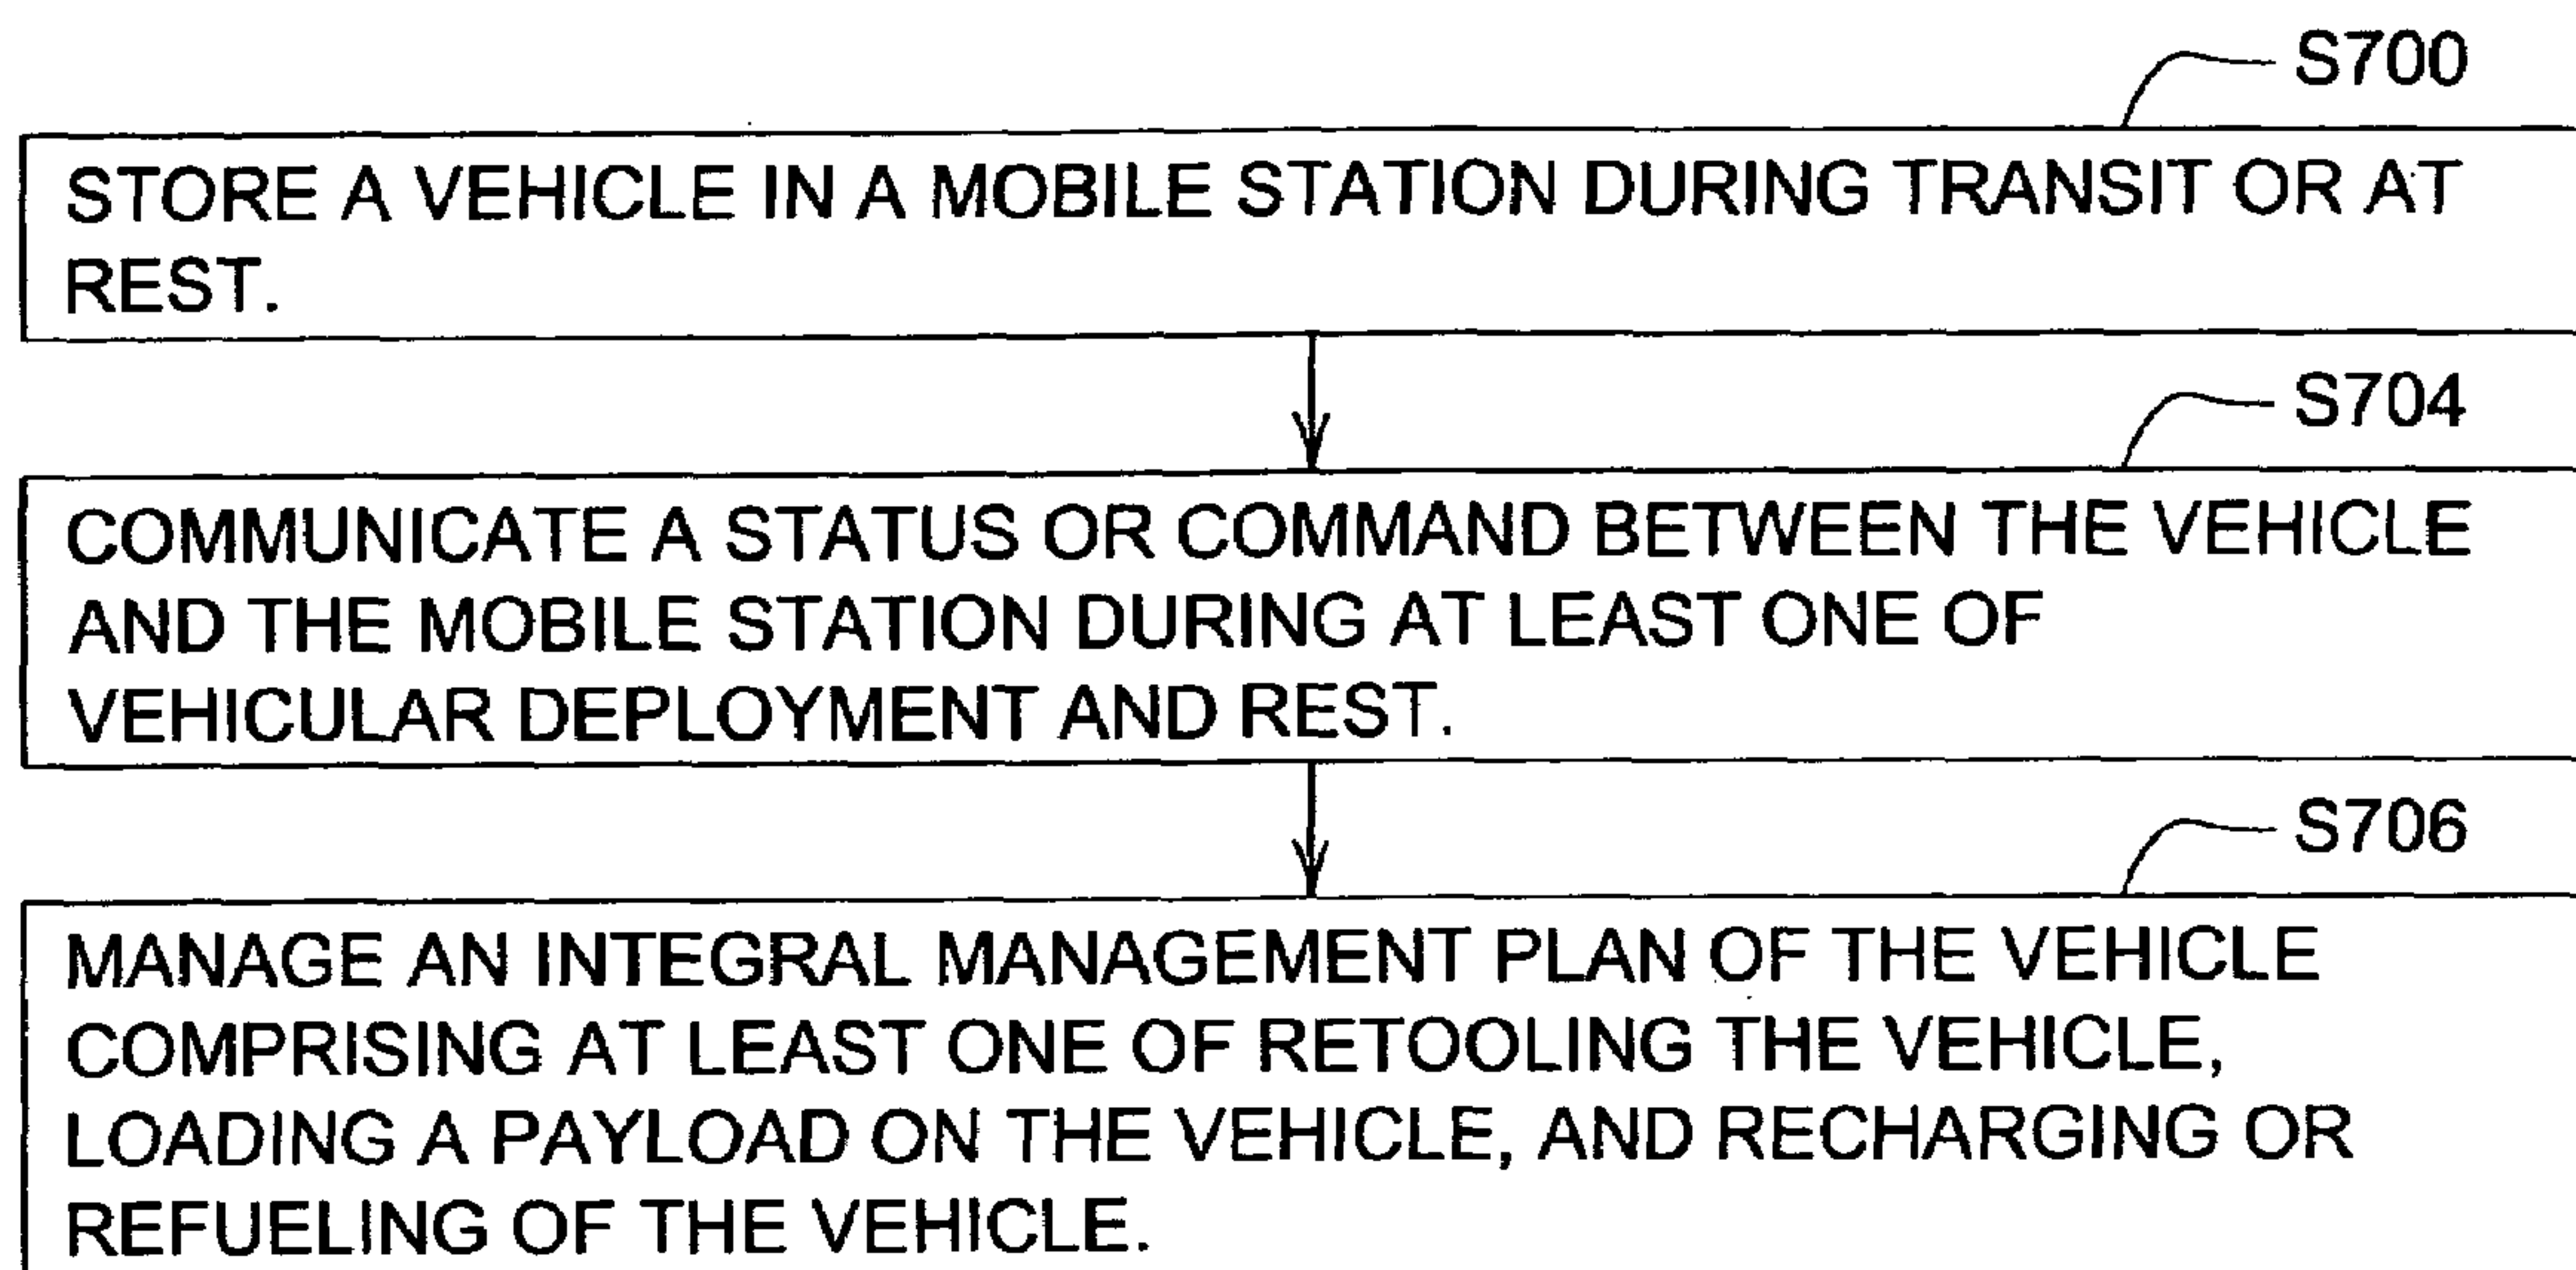 S700
STORE A VEHICLE IN A MOBILE STATION DURING TRANSIT OR AT
REST.
S704
COMMUNICATE A STATUS OR COMMAND BETWEEN THE VEHICLE
AND THE MOBILE STATION DURING AT LEAST ONE OF
VEHICULAR DEPLOYMENT AND REST.
S706
MANAGE AN INTEGRAL MANAGEMENT PLAN OF THE VEHICLE
COMPRISING AT LEAST ONE OF RETOOLING THE VEHICLE,
LOADING A PAYLOAD ON THE VEHICLE, AND RECHARGING OR
REFUELING OF THE VEHICLE.